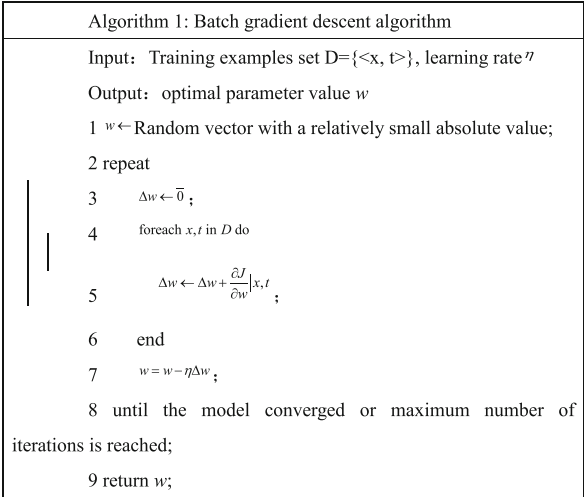 Algorithm 1: Batch gradient descent algorithm
Input：Training examples set D={<x, t>}, learning rate η
Output：optimal parameter value w
1 w←Random vector with a relatively small absolute value;
2 repeat
3 Δw ← 0̅ ；
4 foreach x,t in D do
5 Δw ← Δw + ∂J/∂w|x,t ；
6 end
7 w = w − ηΔw ；
8 until the model converged or maximum number of
iterations is reached;
9 return w;